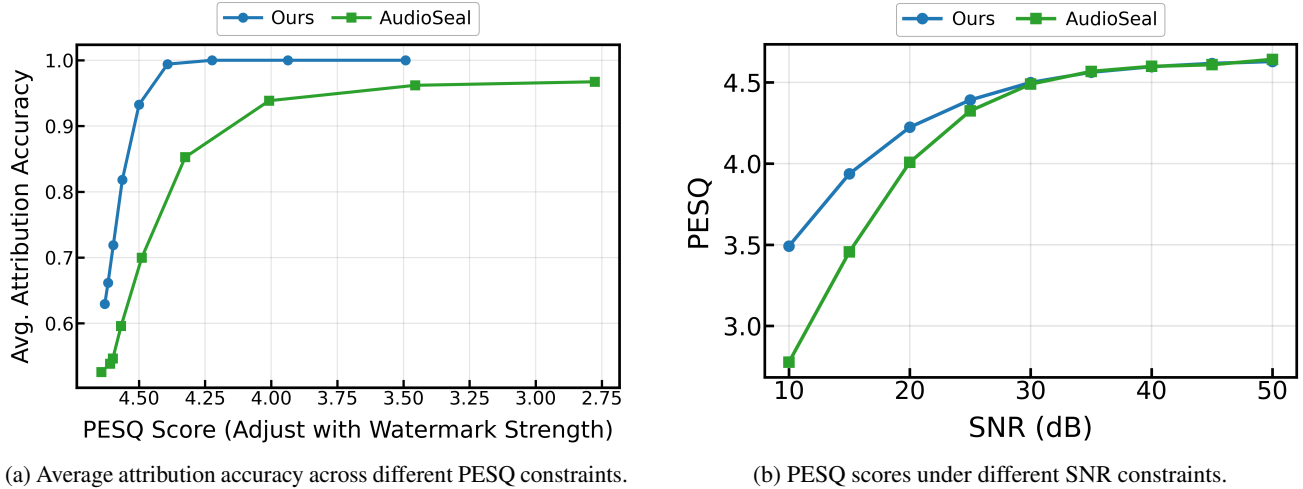 Ours AudioSeal
1.0
0.9
0.8
0.7
0.6
Avg. Attribution Accuracy
4.50 4.25 4.00 3.75 3.50 3.25 3.00 2.75
PESQ Score (Adjust with Watermark Strength)
(a) Average attribution accuracy across different PESQ constraints.
Ours AudioSeal
4.5
4.0
3.5
3.0
PESQ
10 20 30 40 50
SNR (dB)
(b) PESQ scores under different SNR constraints.